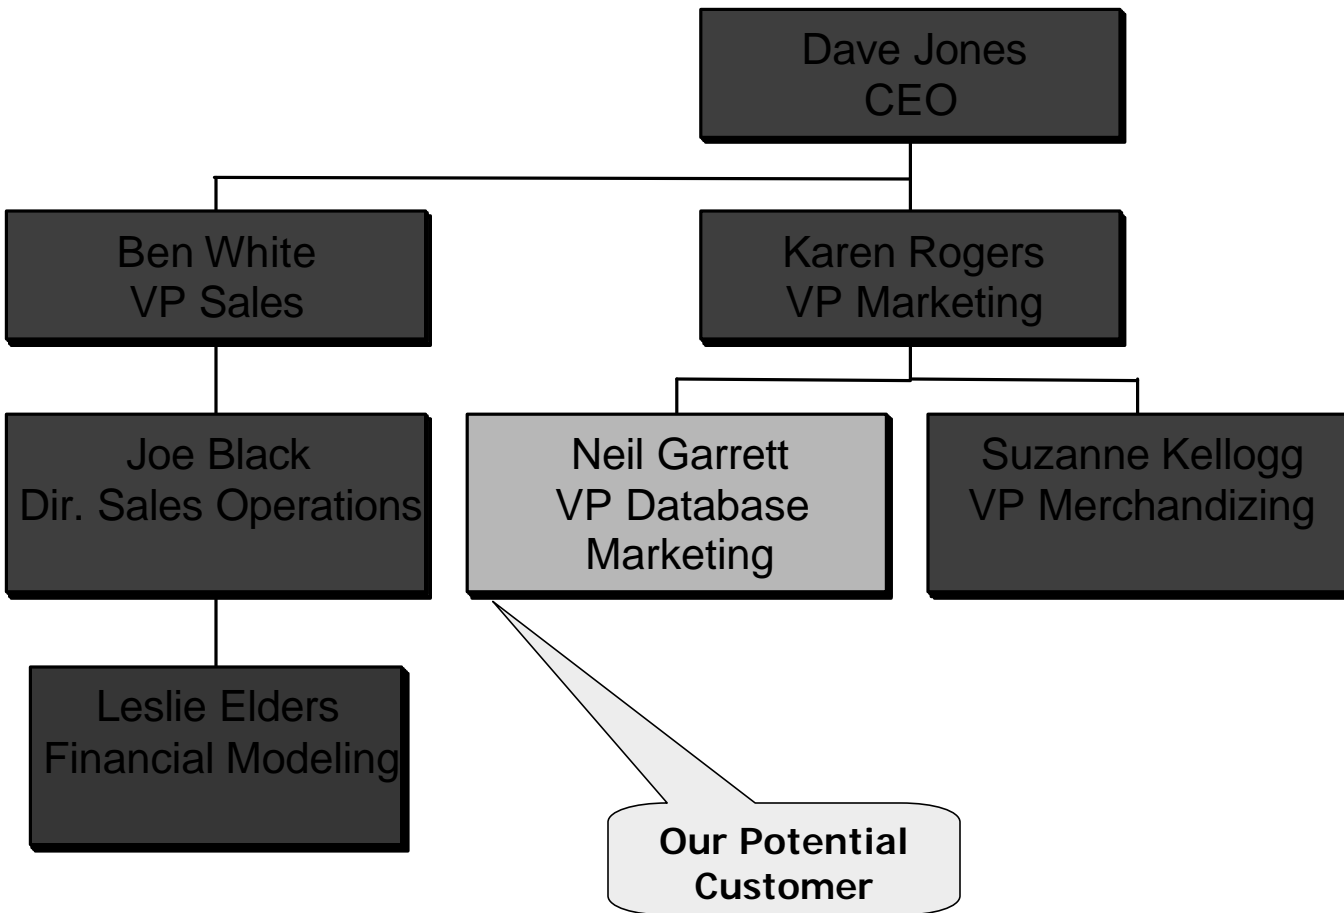 Dave Jones
CEO
Ben White
VP Sales
Karen Rogers
VP Marketing
Joe Black
Dir. Sales Operations
Neil Garrett
VP Database
Marketing
Suzanne Kellogg
VP Merchandizing
Leslie Elders
Financial Modeling
Our Potential
Customer